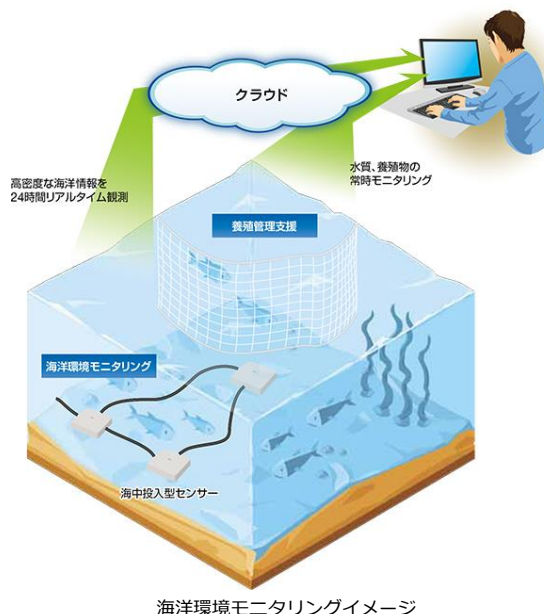 クラウド
高密度な海洋情報を
24時間リアルタイム観測
水質、養殖物の
常時モニタリング
養殖管理支援
海洋環境モニタリング
海中投入型センサー
海洋環境モニタリングイメージ